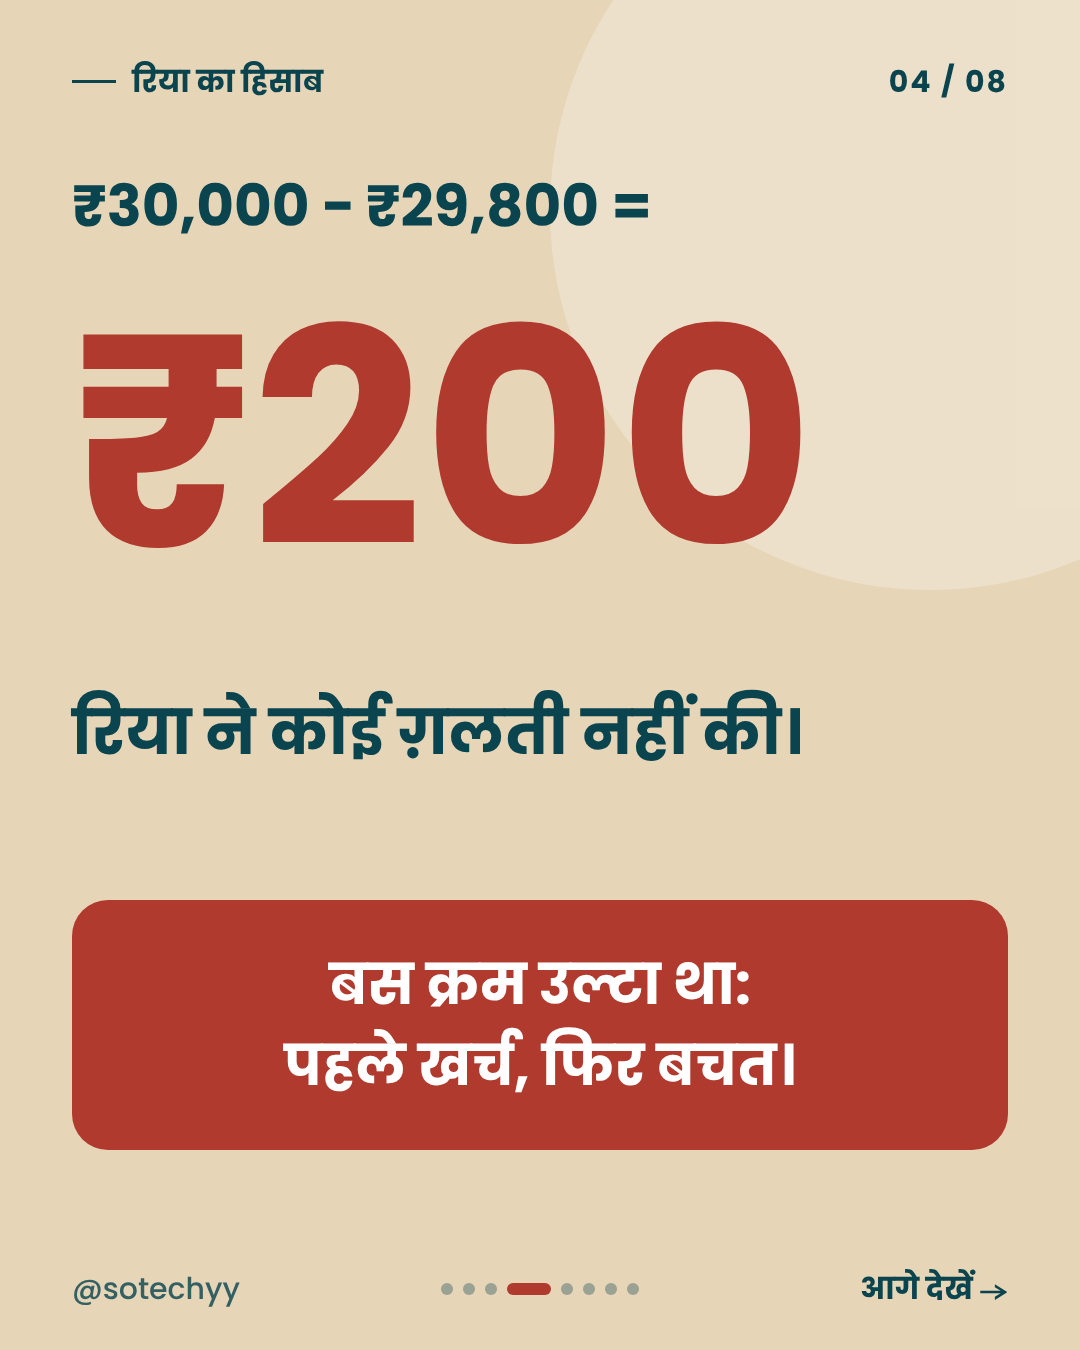 रिया का हिसाब
04 / 08
₹30,000 - ₹29,800 =
₹200
रिया ने कोई ग़लती नहीं की।
बस क्रम उल्टा था:
पहले खर्च, फिर बचत।
@sotechyy
आगे देखें →